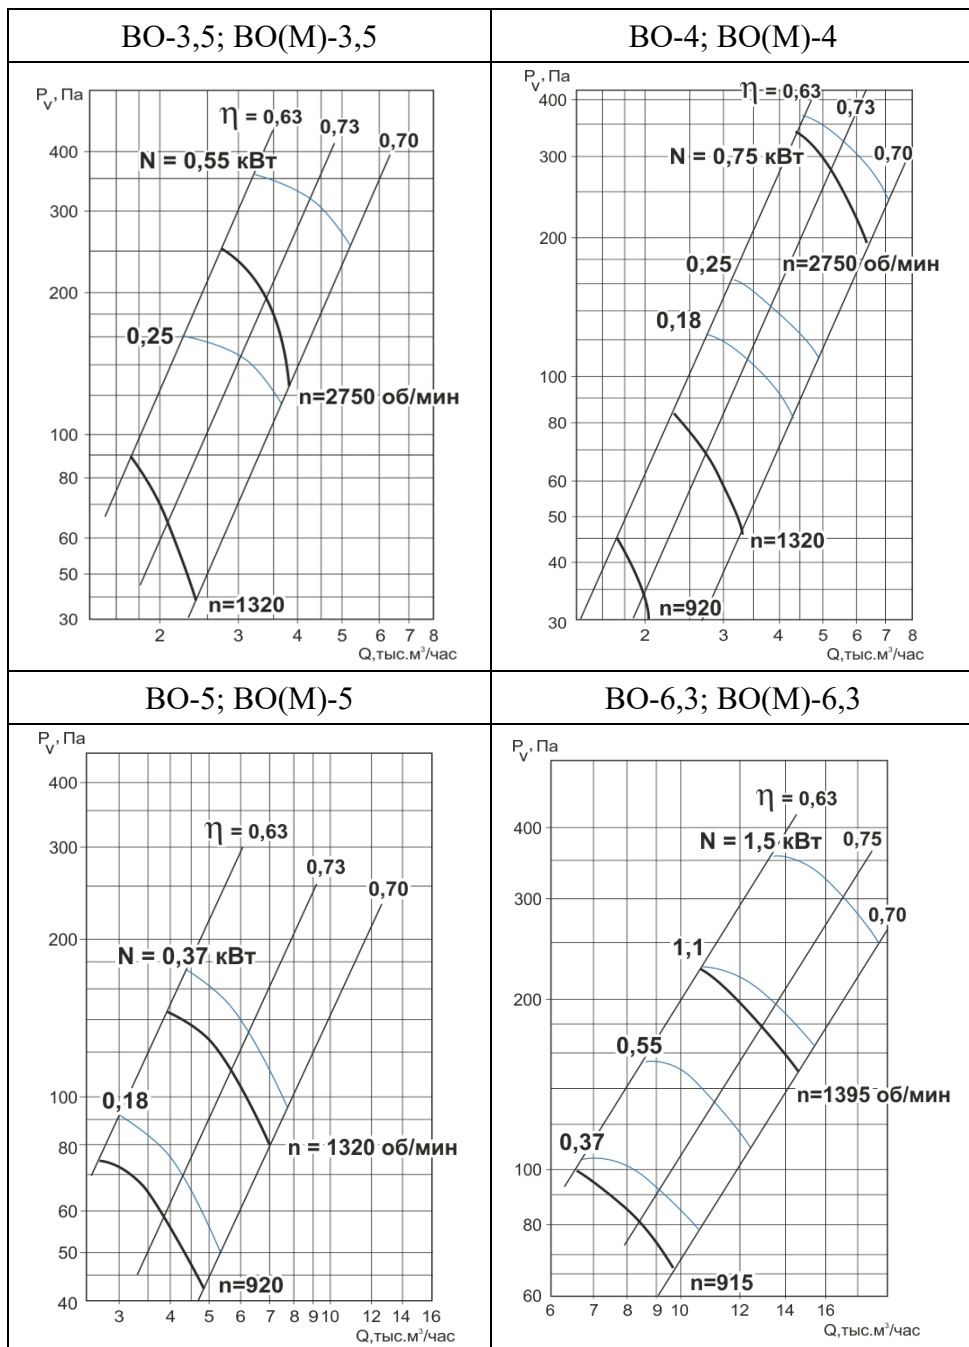 ВО-3,5; ВО(М)-3,5
Pv, Па
η = 0,63
0,73
0,70
N = 0,55 кВт
400
300
200
0,25
n=2750 об/мин
100
80
60
50
n=1320
30
2 3 4 5 6 7 8
Q,тыс.м³/час
ВО-4; ВО(М)-4
Pv, Па
η = 0,63
400
0,73
N = 0,75 кВт
0,70
300
200
0,25
n=2750 об/мин
0,18
100
80
60
50
n=1320
40
n=920
30
2 3 4 5 6 7 8
Q,тыс.м³/час
ВО-5; ВО(М)-5
Pv, Па
400
η = 0,63
300
0,73
0,70
200
N = 0,37 кВт
100
0,18
80
n = 1320 об/мин
60
50
n=920
40
3 4 5 6 7 8 9 10 12 14 16
Q,тыс.м³/час
ВО-6,3; ВО(М)-6,3
Pv, Па
η = 0,63
400
N = 1,5 кВт
0,75
300
0,70
1,1
200
0,55
n=1395 об/мин
0,37
100
80
n=915
60
6 7 8 9 10 12 14 16
Q,тыс.м³/час